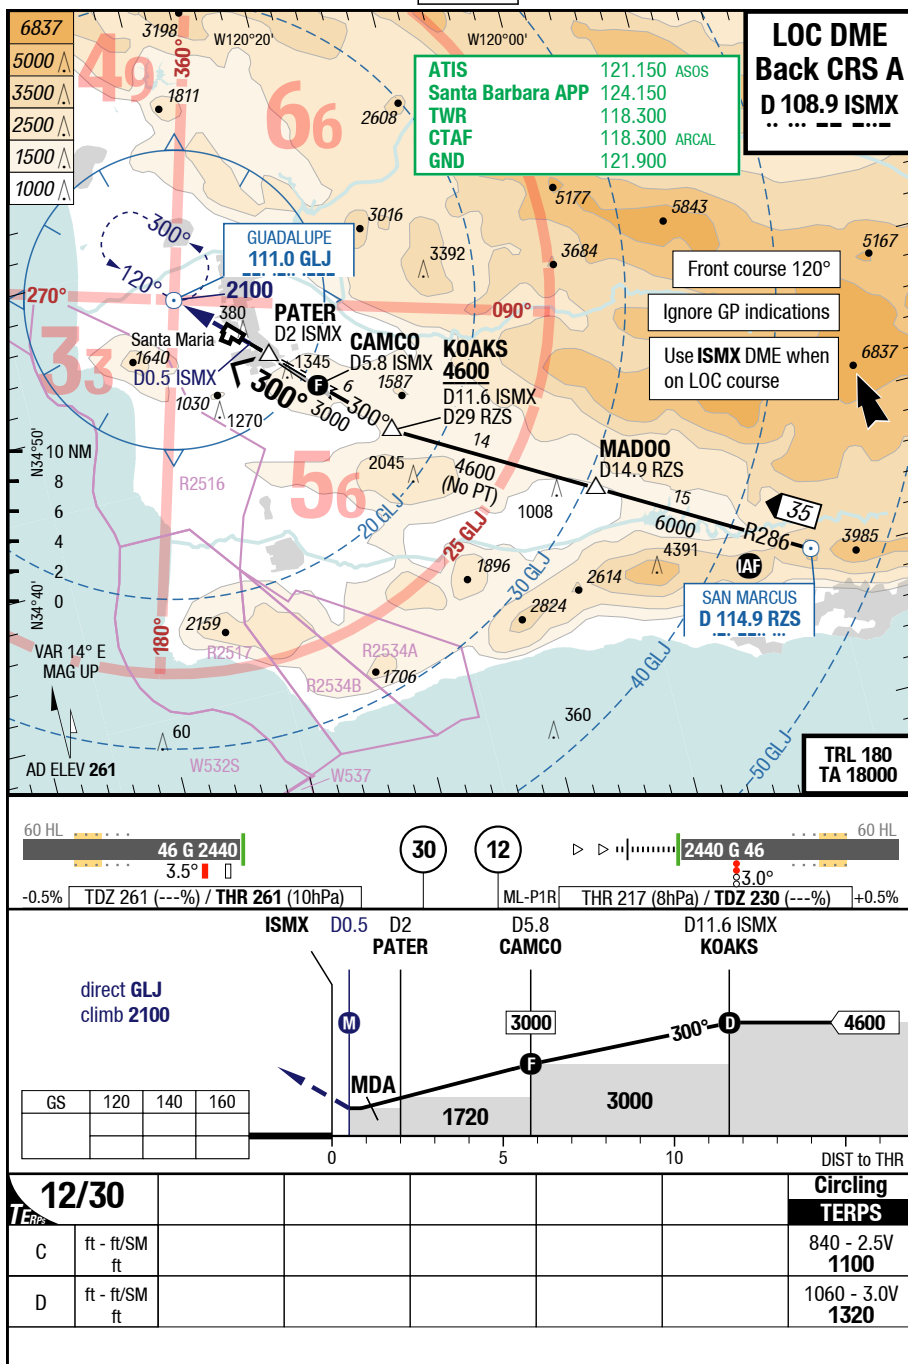 6837
5000
3500
2500
1500
1000
3198
360°
W120°20'
W120°00'
LOC DME
Back CRS A
D 108.9 ISMX
49
66
1811
2608
ATIS 121.150 ASOS
Santa Barbara APP 124.150
TWR 118.300
CTAF 118.300 ARCAL
GND 121.900
5177
5843
5167
3016
3392
3684
300°
120°
GUADALUPE
111.0 GLJ
2100
Front course 120°
Ignore GP indications
Use ISMX DME when
on LOC course
6837
270°
090°
380
PATER
D2 ISMX
Santa Maria
33
1640
D0.5 ISMX
1345
CAMCO
D5.8 ISMX
KOAKS
4600
D11.6 ISMX
D29 RZS
6
1587
300°
3000
300°
1030
1270
N34°50'
10 NM
8
6
4
2
0
N34°40'
R2516
56
2045
14
4600
(No PT)
MADOO
D14.9 RZS
1008
15
6000
R286
35
3985
20 GLJ
25 GLJ
30 GLJ
40 GLJ
50 GLJ
1896
2614
4391
2824
IAF
SAN MARCUS
D 114.9 RZS
180°
2159
R2517
R2534A
R2534B
1706
VAR 14° E
MAG UP
AD ELEV 261
60
360
W532S
W537
TRL 180
TA 18000
60 HL
46 G 2440
3.5°
-0.5%
TDZ 261 (---%) / THR 261 (10hPa)
30
12
ML-P1R
2440 G 46
60 HL
3.0°
THR 217 (8hPa) / TDZ 230 (---%)
+0.5%
ISMX D0.5 D2 D5.8 D11.6 ISMX
PATER CAMCO KOAKS
direct GLJ
climb 2100
M
3000
F
300°
D
4600
MDA
1720
3000
GS 120 140 160
0 5 10 DIST to THR
TERPS 12/30
Circling
TERPS
C ft - ft/SM
ft
840 - 2.5V
1100
D ft - ft/SM
ft
1060 - 3.0V
1320